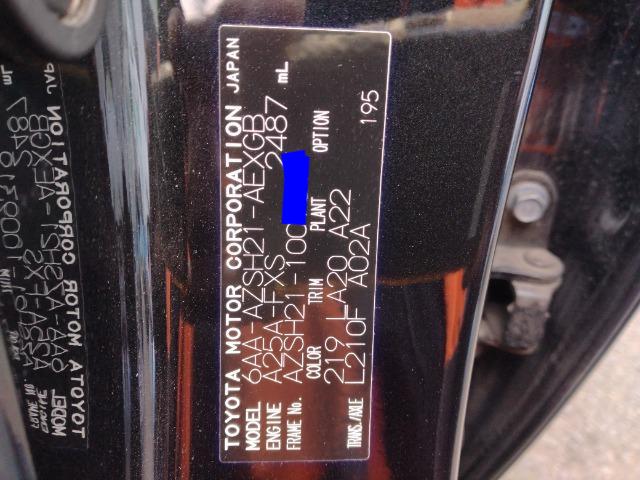 TOYOTA MOTOR CORPORATION JAPAN
MODEL 6AA-AZSH21-AEXGB
ENGINE A25A-FXS 2487 mL
FRAME No. AZSH21-100
COLOR TRIM PLANT OPTION
219 LA20 A22
TRANS./AXLE L210F A02A 195